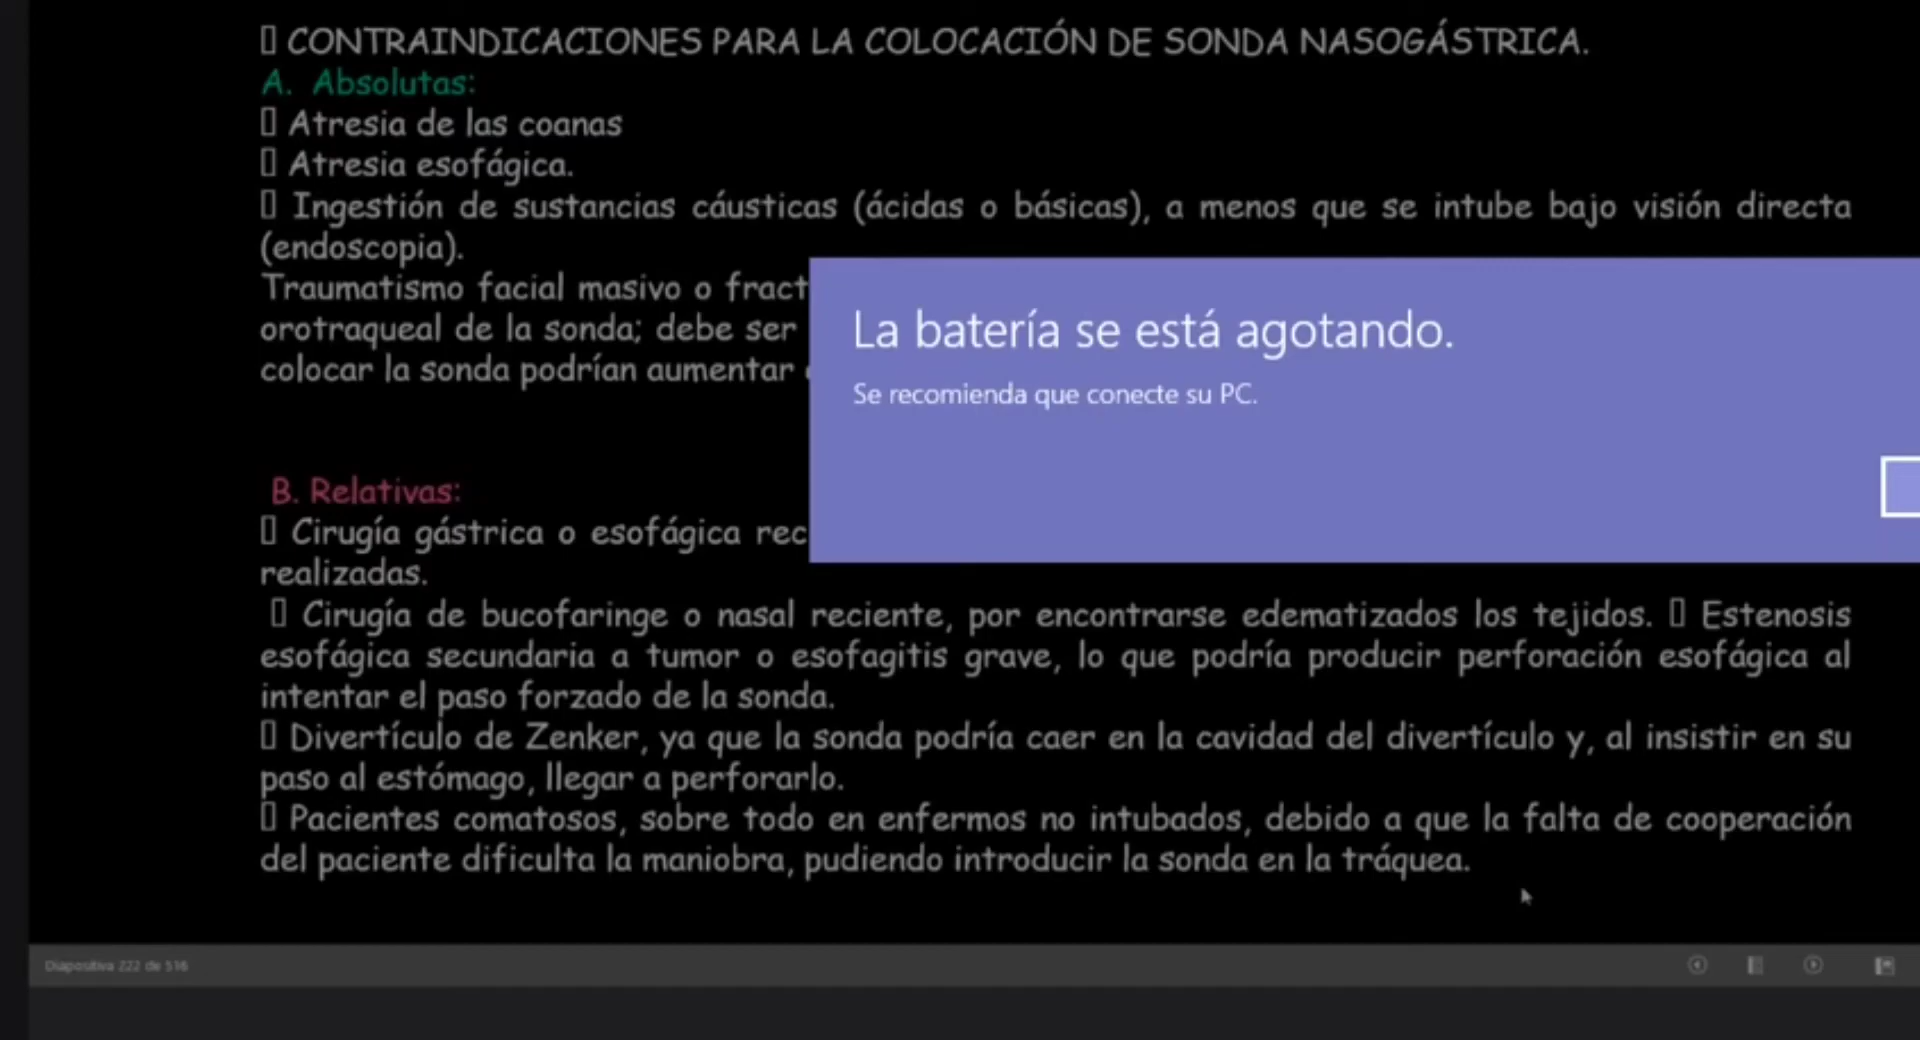 CONTRAINDICACIONES PARA LA COLOCACIÓN DE SONDA NASOGÁSTRICA.
A. Absolutas:
Atresia de las coanas
Atresia esofágica.
Ingestión de sustancias cáusticas (ácidas o básicas), a menos que se intube bajo visión directa
(endoscopia).
Traumatismo facial masivo o
orotraqueal de la sonda; debe ser
colocar la sonda podrían aumentar
La batería se está agotando.
Se recomienda que conecte su PC.
B. Relativas:
Cirugía gástrica o esofágica
realizadas.
Cirugía de bucofaringe o nasal reciente, por encontrarse edematizados los tejidos. Estenosis
esofágica secundaria a tumor o esofagitis grave, lo que podría producir perforación esofágica al
intentar el paso forzado de la sonda.
Divertículo de Zenker, ya que la sonda podría caer en la cavidad del divertículo y, al insistir en su
paso al estómago, llegar a perforarlo.
Pacientes comatosos, sobre todo en enfermos no intubados, debido a que la falta de cooperación
del paciente dificulta la maniobra, pudiendo introducir la sonda en la tráquea.
Diapositiva 222 de 516